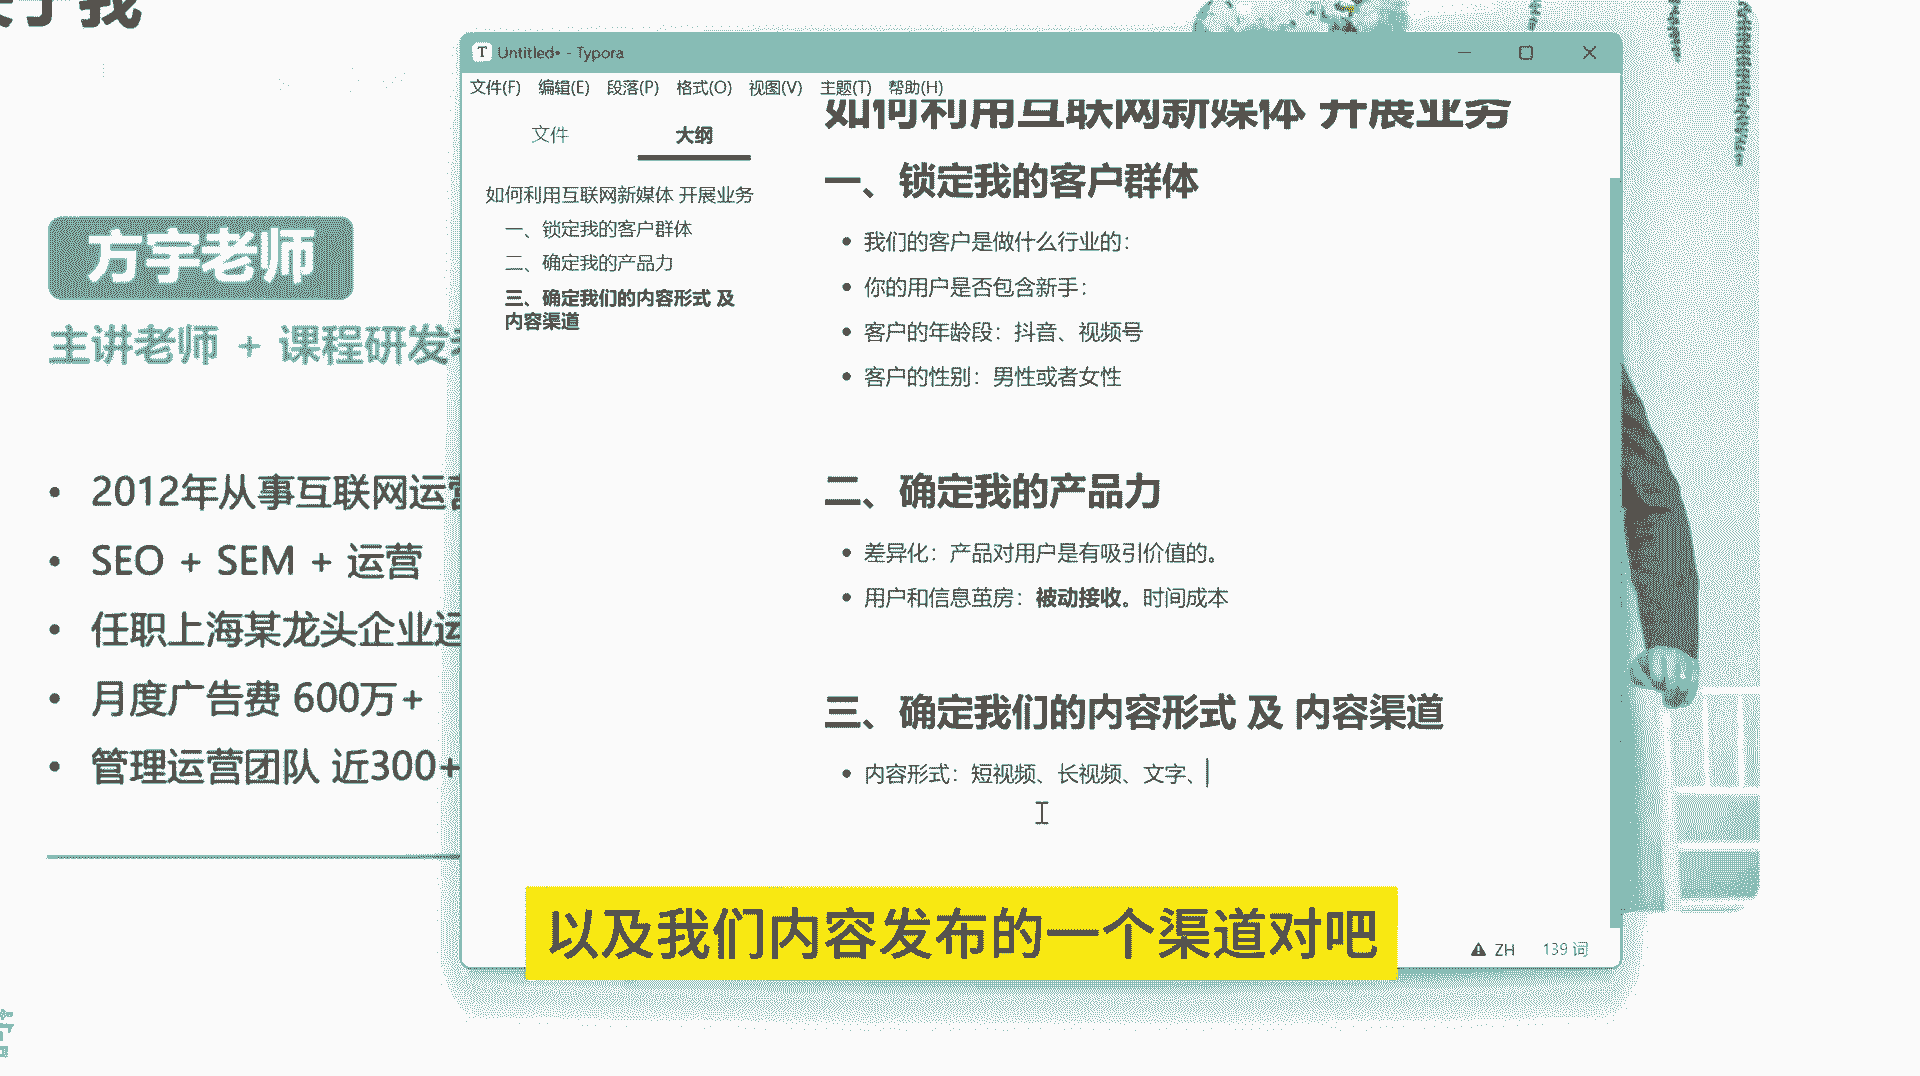 关于我
方宇老师
主讲老师 + 课程研发
• 2012年从事互联网运营
• SEO + SEM + 运营
• 任职上海某龙头企业运
• 月度广告费 600万+
• 管理运营团队 近300+
Untitled• - Typora
文件(F) 编辑(E) 段落(P) 格式(O) 视图(V) 主题(T) 帮助(H)
文件 大纲
如何利用互联网新媒体 开展业务
一、锁定我的客户群体
二、确定我的产品力
三、确定我们的内容形式 及
内容渠道
如何利用互联网新媒体 开展业务
一、锁定我的客户群体
• 我们的客户是做什么行业的：
• 你的用户是否包含新手：
• 客户的年龄段：抖音、视频号
• 客户的性别：男性或者女性
二、确定我的产品力
• 差异化：产品对用户是有吸引价值的。
• 用户和信息茧房：被动接收。时间成本
三、确定我们的内容形式 及 内容渠道
• 内容形式：短视频、长视频、文字、
ZH 139 词
以及我们内容发布的一个渠道对吧